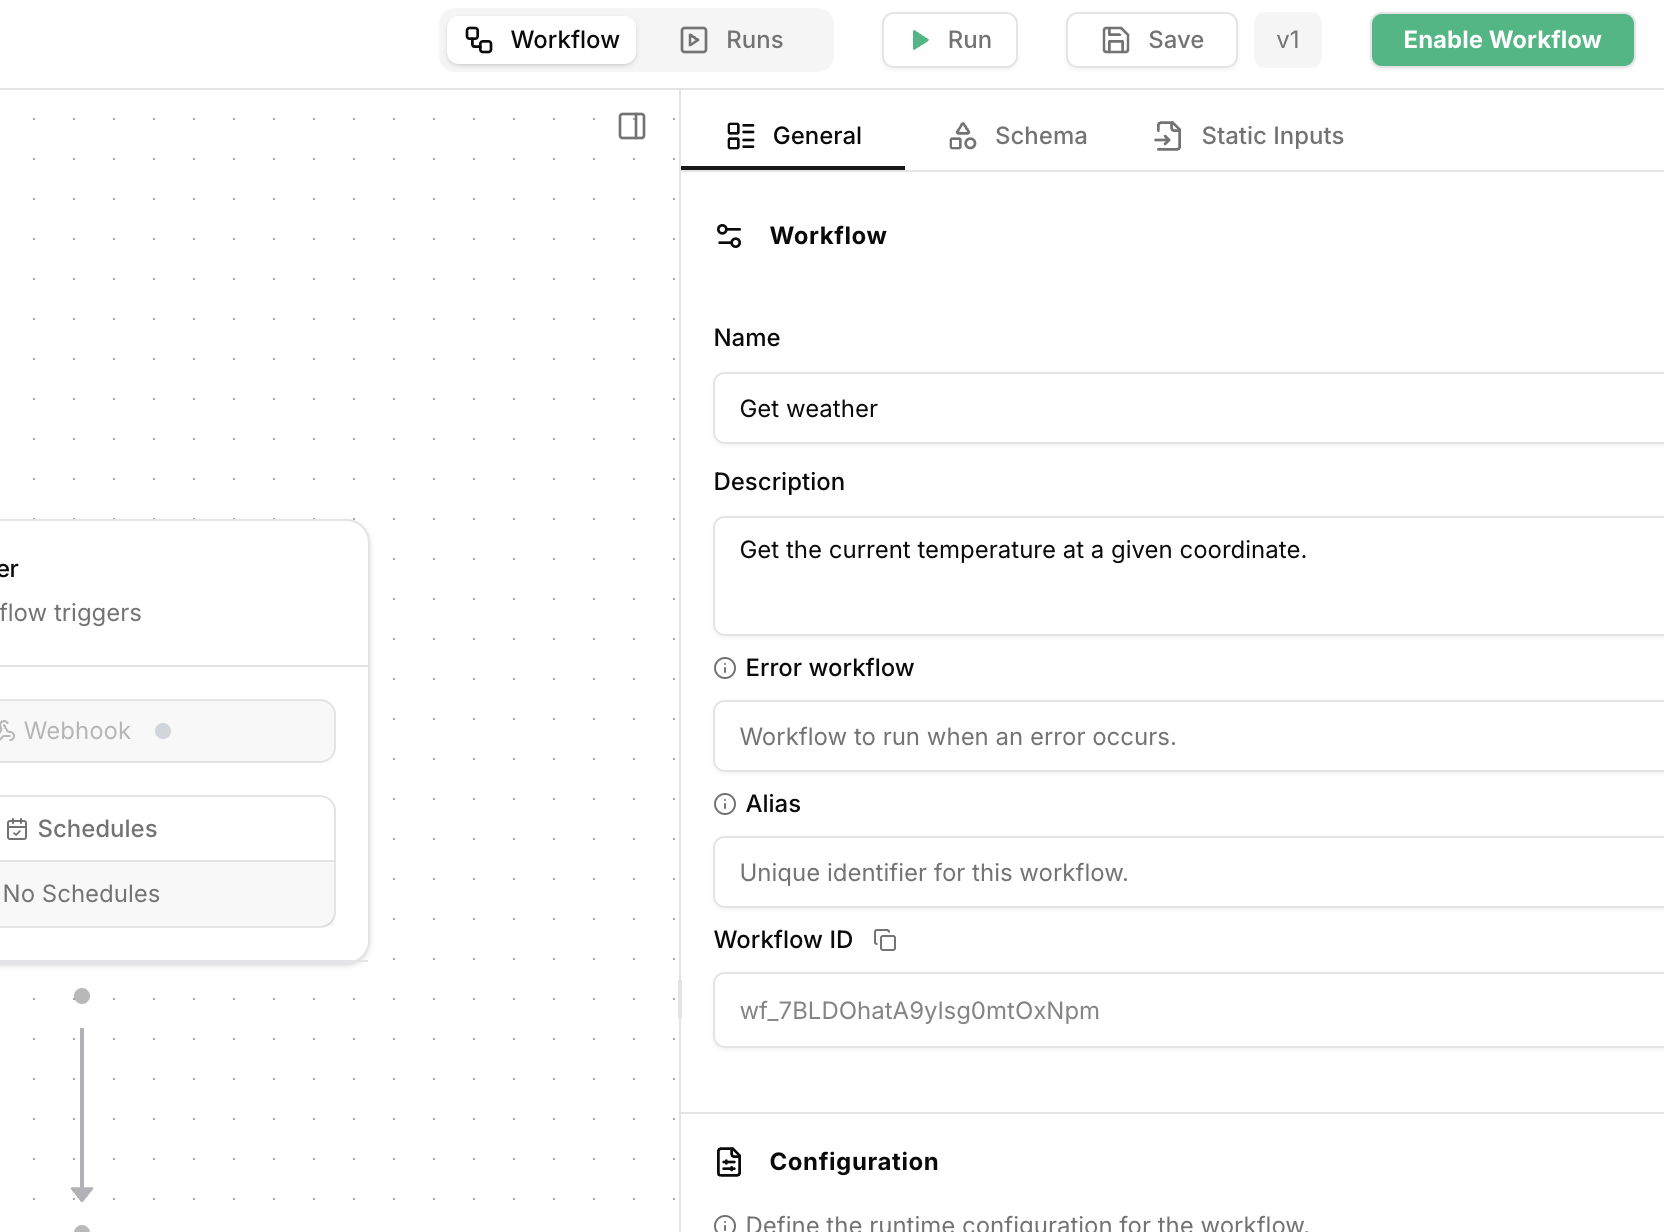 Workflow
Runs
Run
Save
v1
Enable Workflow
General
Schema
Static Inputs
Workflow
Name
Get weather
Description
Get the current temperature at a given coordinate.
Error workflow
Workflow to run when an error occurs.
Alias
Unique identifier for this workflow.
Workflow ID
wf_7BLDOhatA9ylsg0mtOxNpm
Configuration
Define the runtime configuration for the workflow.
er
flow triggers
Webhook
Schedules
No Schedules